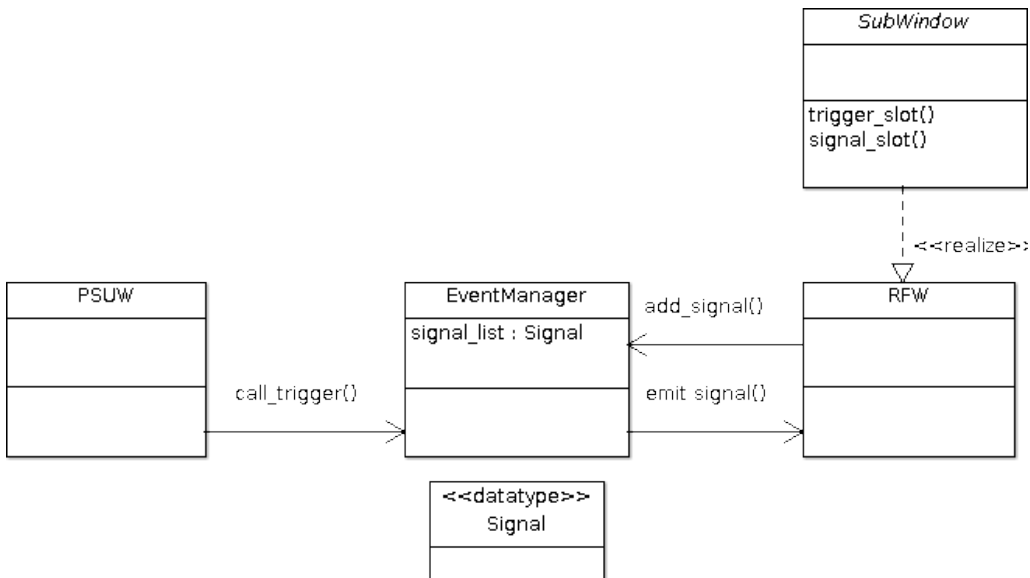 SubWindow
trigger_slot()
signal_slot()
<<realize>>
PSUW
EventManager
signal_list : Signal
add_signal()
RFW
call_trigger()
emit signal()
<<datatype>>
Signal